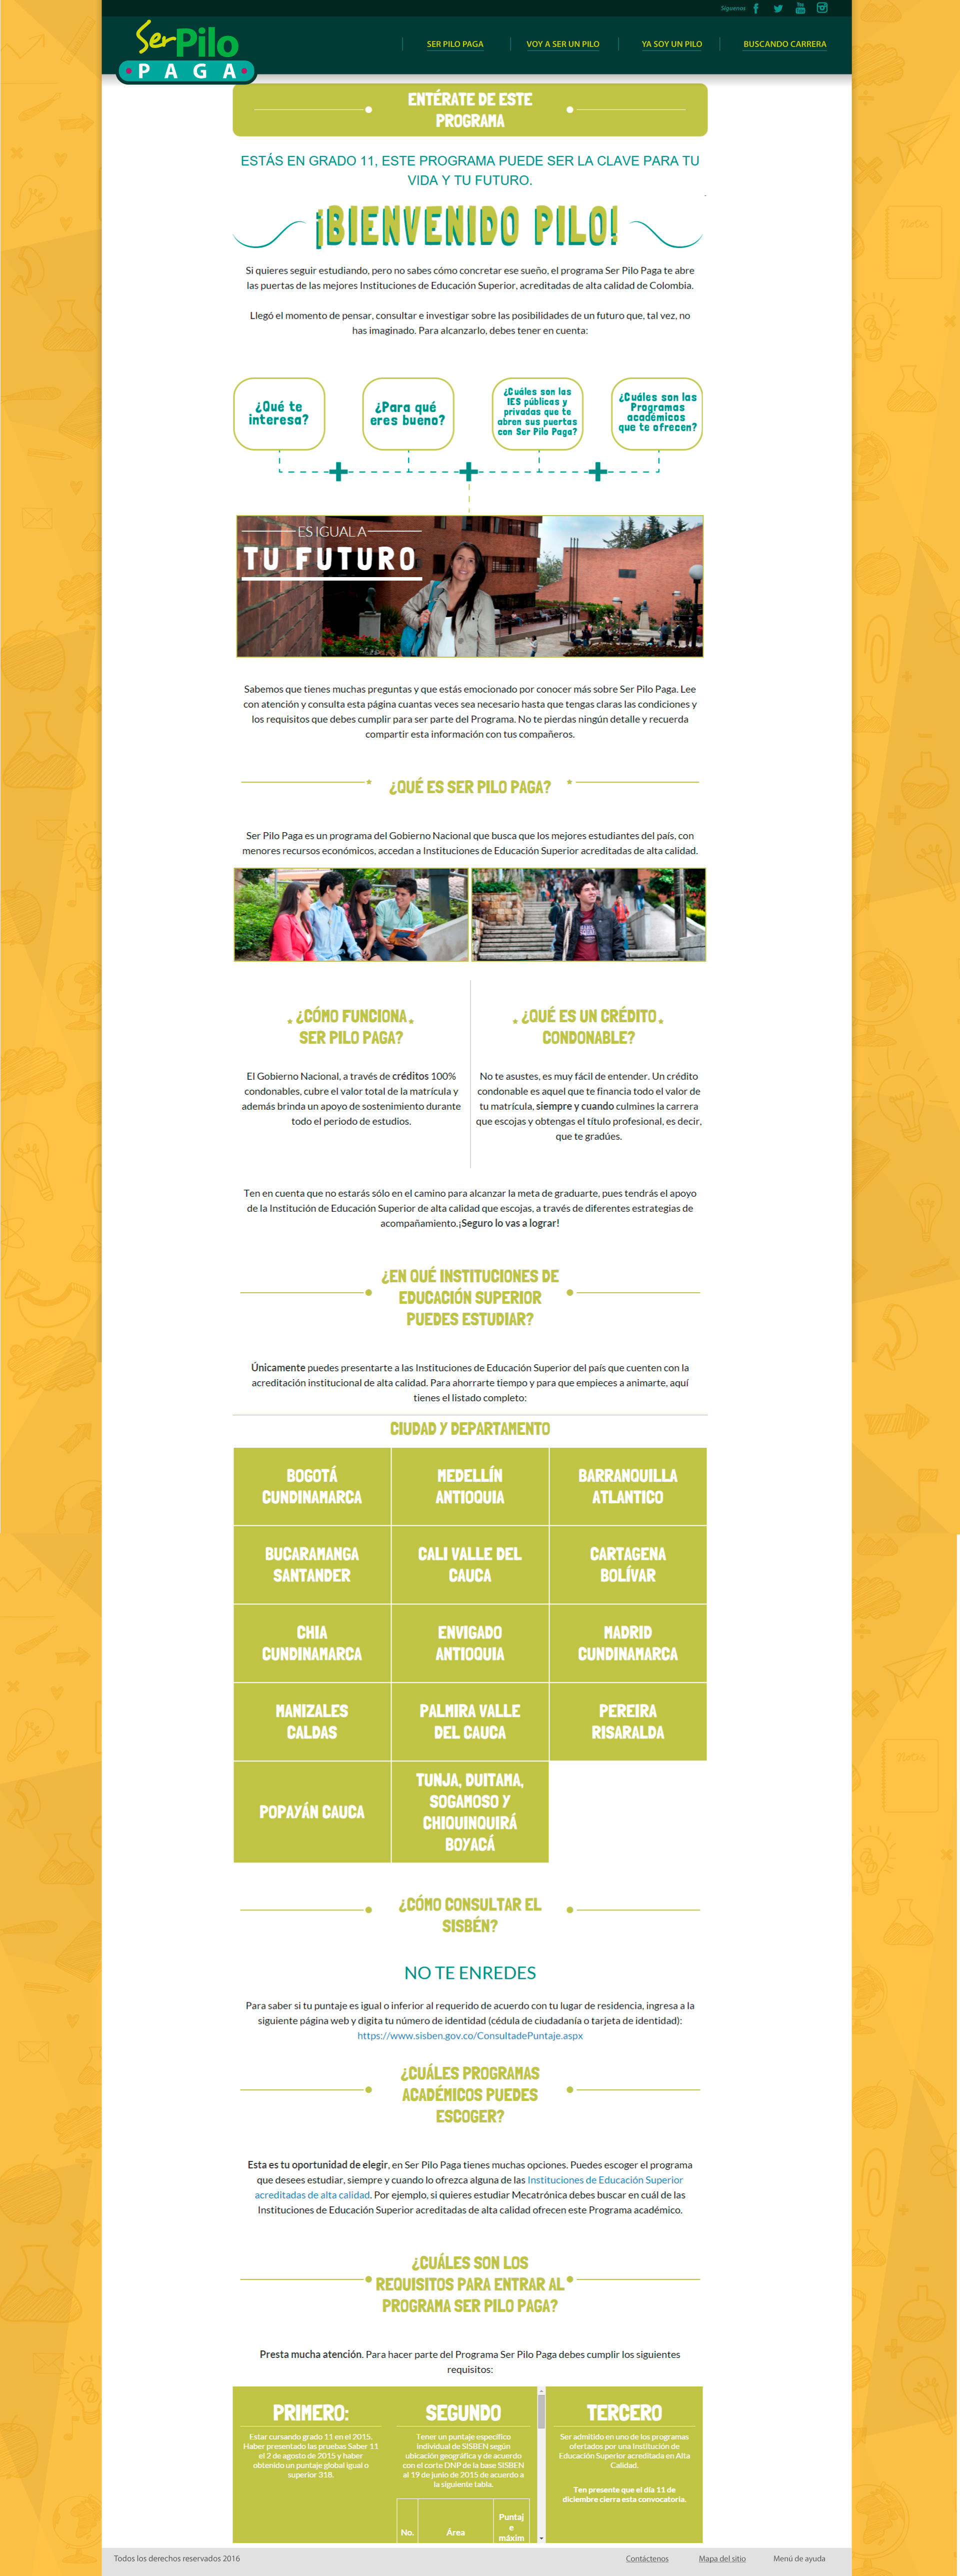 Síguenos
Ser Pilo
PAGA
SER PILO PAGA
VOY A SER UN PILO
YA SOY UN PILO
BUSCANDO CARRERA
ENTÉRATE DE ESTE
PROGRAMA
ESTÁS EN GRADO 11, ESTE PROGRAMA PUEDE SER LA CLAVE PARA TU
VIDA Y TU FUTURO.
¡BIENVENIDO PILO!
Si quieres seguir estudiando, pero no sabes cómo concretar ese sueño, el programa Ser Pilo Paga te abre
las puertas de las mejores Instituciones de Educación Superior, acreditadas de alta calidad de Colombia.
Llegó el momento de pensar, consultar e investigar sobre las posibilidades de un futuro que, tal vez, no
has imaginado. Para alcanzarlo, debes tener en cuenta:
¿Qué te
interesa?
¿Para qué
eres bueno?
¿Cuáles son las
IES públicas y
privadas que te
abren sus puertas
con Ser Pilo Paga?
¿Cuáles son las
Programas
académicos
que te ofrecen?
ES IGUAL A
TU FUTURO
Sabemos que tienes muchas preguntas y que estás emocionado por conocer más sobre Ser Pilo Paga. Lee
con atención y consulta esta página cuantas veces sea necesario hasta que tengas claras las condiciones y
los requisitos que debes cumplir para ser parte del Programa. No te pierdas ningún detalle y recuerda
compartir esta información con tus compañeros.
¿QUÉ ES SER PILO PAGA?
Ser Pilo Paga es un programa del Gobierno Nacional que busca que los mejores estudiantes del país, con
menores recursos económicos, accedan a Instituciones de Educación Superior acreditadas de alta calidad.
¿CÓMO FUNCIONA
SER PILO PAGA?
El Gobierno Nacional, a través de créditos 100%
condonables, cubre el valor total de la matrícula y
además brinda un apoyo de sostenimiento durante
todo el periodo de estudios.
¿QUÉ ES UN CRÉDITO
CONDONABLE?
No te asustes, es muy fácil de entender. Un crédito
condonable es aquel que te financia todo el valor de
tu matrícula, siempre y cuando culmines la carrera
que escojas y obtengas el título profesional, es decir,
que te gradúes.
Ten en cuenta que no estarás sólo en el camino para alcanzar la meta de graduarte, pues tendrás el apoyo
de la Institución de Educación Superior de alta calidad que escojas, a través de diferentes estrategias de
acompañamiento.¡Seguro lo vas a lograr!
¿EN QUÉ INSTITUCIONES DE
EDUCACIÓN SUPERIOR
PUEDES ESTUDIAR?
Únicamente puedes presentarte a las Instituciones de Educación Superior del país que cuenten con la
acreditación institucional de alta calidad. Para ahorrarte tiempo y para que empieces a animarte, aquí
tienes el listado completo:
CIUDAD Y DEPARTAMENTO
BOGOTÁ
CUNDINAMARCA
MEDELLÍN
ANTIOQUIA
BARRANQUILLA
ATLANTICO
BUCARAMANGA
SANTANDER
CALI VALLE DEL
CAUCA
CARTAGENA
BOLÍVAR
CHIA
CUNDINAMARCA
ENVIGADO
ANTIOQUIA
MADRID
CUNDINAMARCA
MANIZALES
CALDAS
PALMIRA VALLE
DEL CAUCA
PEREIRA
RISARALDA
POPAYÁN CAUCA
TUNJA, DUITAMA,
SOGAMOSO Y
CHIQUINQUIRÁ
BOYACÁ
¿CÓMO CONSULTAR EL
SISBÉN?
NO TE ENREDES
Para saber si tu puntaje es igual o inferior al requerido de acuerdo con tu lugar de residencia, ingresa a la
siguiente página web y digita tu número de identidad (cédula de ciudadanía o tarjeta de identidad):
https://www.sisben.gov.co/ConsultadePuntaje.aspx
¿CUÁLES PROGRAMAS
ACADÉMICOS PUEDES
ESCOGER?
Esta es tu oportunidad de elegir, en Ser Pilo Paga tienes muchas opciones. Puedes escoger el programa
que desees estudiar, siempre y cuando lo ofrezca alguna de las Instituciones de Educación Superior
acreditadas de alta calidad. Por ejemplo, si quieres estudiar Mecatrónica debes buscar en cuál de las
Instituciones de Educación Superior acreditadas de alta calidad ofrecen este Programa académico.
¿CUÁLES SON LOS
REQUISITOS PARA ENTRAR AL
PROGRAMA SER PILO PAGA?
Presta mucha atención. Para hacer parte del Programa Ser Pilo Paga debes cumplir los siguientes
requisitos:
PRIMERO:
Estar cursando grado 11 en el 2015.
Haber presentado las pruebas Saber 11
el 2 de agosto de 2015 y haber
obtenido un puntaje global igual o
superior 318.
SEGUNDO
Tener un puntaje específico
individual de SISBEN según
ubicación geográfica y de acuerdo
con el corte DNP de la base SISBEN
al 19 de junio de 2015 de acuerdo a
la siguiente tabla.
No.
Área
Puntaj
e
máxim
TERCERO
Ser admitido en uno de los programas
ofertados por una Institución de
Educación Superior acreditada en Alta
Calidad.
Ten presente que el día 11 de
diciembre cierra esta convocatoria.
Todos los derechos reservados 2016
Contáctenos
Mapa del sitio
Menú de ayuda